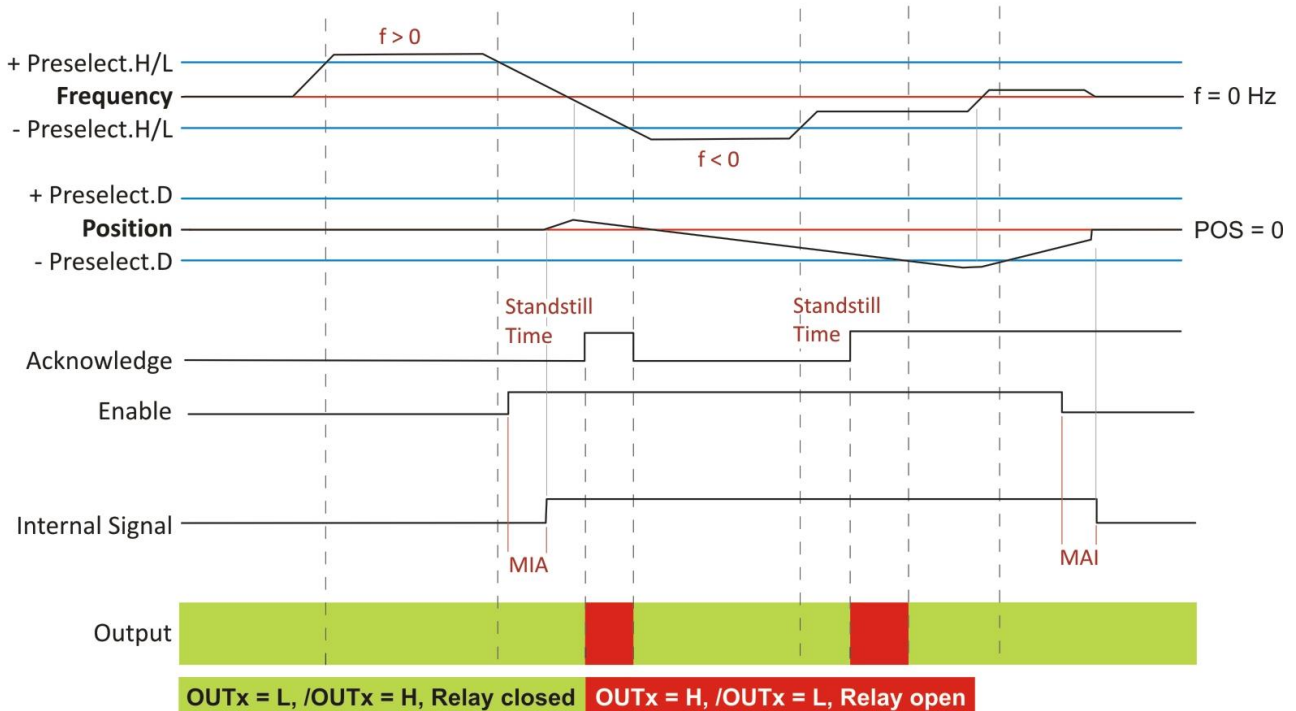 f > 0
+ Preselect.H/L
Frequency
f = 0 Hz
- Preselect.H/L
f < 0
+ Preselect.D
Position
POS = 0
- Preselect.D
Standstill
Time
Standstill
Time
Acknowledge
Enable
Internal Signal
MIA
MAI
Output
OUTx = L, /OUTx = H, Relay closed
OUTx = H, /OUTx = L, Relay open